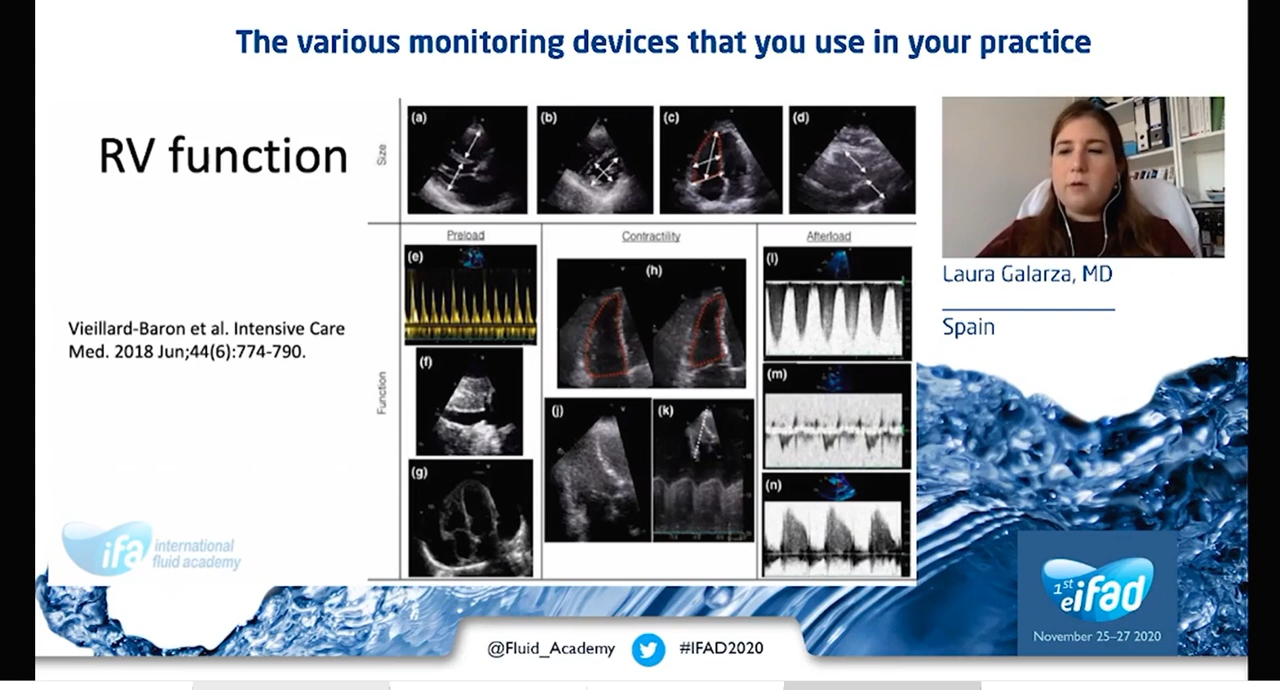 The various monitoring devices that you use in your practice
RV function
Vieillard-Baron et al. Intensive Care
Med. 2018 Jun;44(6):774-790.
Size
(a)
(b)
(c)
(d)
Preload
Contractility
Afterload
Function
(e)
(f)
(g)
(h)
(j)
(k)
(l)
(m)
(n)
Laura Galarza, MD
Spain
ifa international
fluid academy
1st
eifad
November 25-27 2020
@Fluid_Academy
#IFAD2020